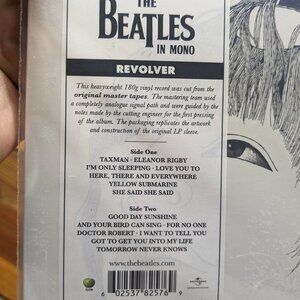 THE
BEATLES
IN MONO
REVOLVER
This heavyweight 180g vinyl record was cut from the
original master tapes. The mastering team used a
completely analogue signal path and were guided by the
notes made by the cutting engineer for the first pressing
of the album. The packaging replicates the artwork
and construction of the original LP sleeve.
Side One
TAXMAN · ELEANOR RIGBY
I'M ONLY SLEEPING · LOVE YOU TO
HERE, THERE AND EVERYWHERE
YELLOW SUBMARINE
SHE SAID SHE SAID
Side Two
GOOD DAY SUNSHINE
AND YOUR BIRD CAN SING · FOR NO ONE
DOCTOR ROBERT · I WANT TO TELL YOU
GOT TO GET YOU INTO MY LIFE
TOMORROW NEVER KNOWS
www.thebeatles.com
6 02537 82576 9